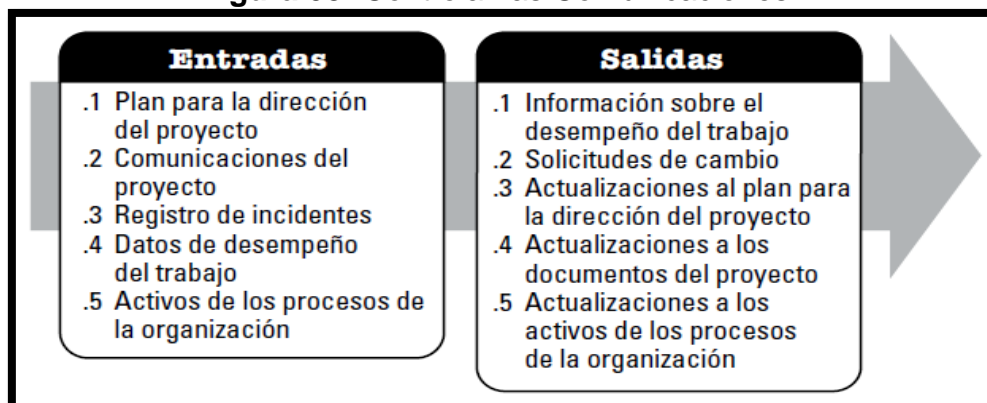 Entradas
.1 Plan para la dirección
del proyecto
.2 Comunicaciones del
proyecto
.3 Registro de incidentes
.4 Datos de desempeño
del trabajo
.5 Activos de los procesos de
la organización
Salidas
.1 Información sobre el
desempeño del trabajo
.2 Solicitudes de cambio
.3 Actualizaciones al plan para
la dirección del proyecto
.4 Actualizaciones a los
documentos del proyecto
.5 Actualizaciones a los
activos de los procesos
de la organización